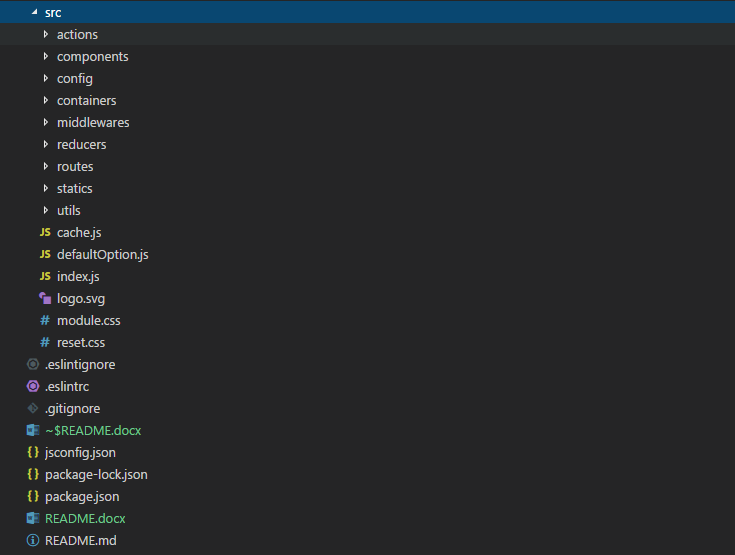 src
actions
components
config
containers
middlewares
reducers
routes
statics
utils
JS cache.js
JS defaultOption.js
JS index.js
logo.svg
# module.css
# reset.css
.eslintignore
.eslintrc
.gitignore
~$README.docx
{} jsconfig.json
{} package-lock.json
{} package.json
README.docx
README.md